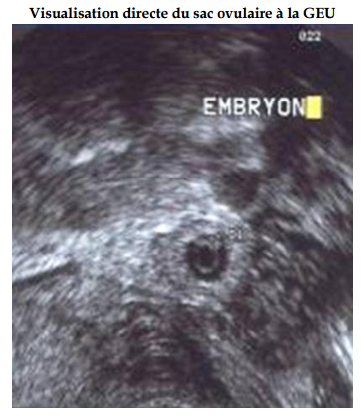 Visualisation directe du sac ovulaire à la GEU
022
EMBRYON